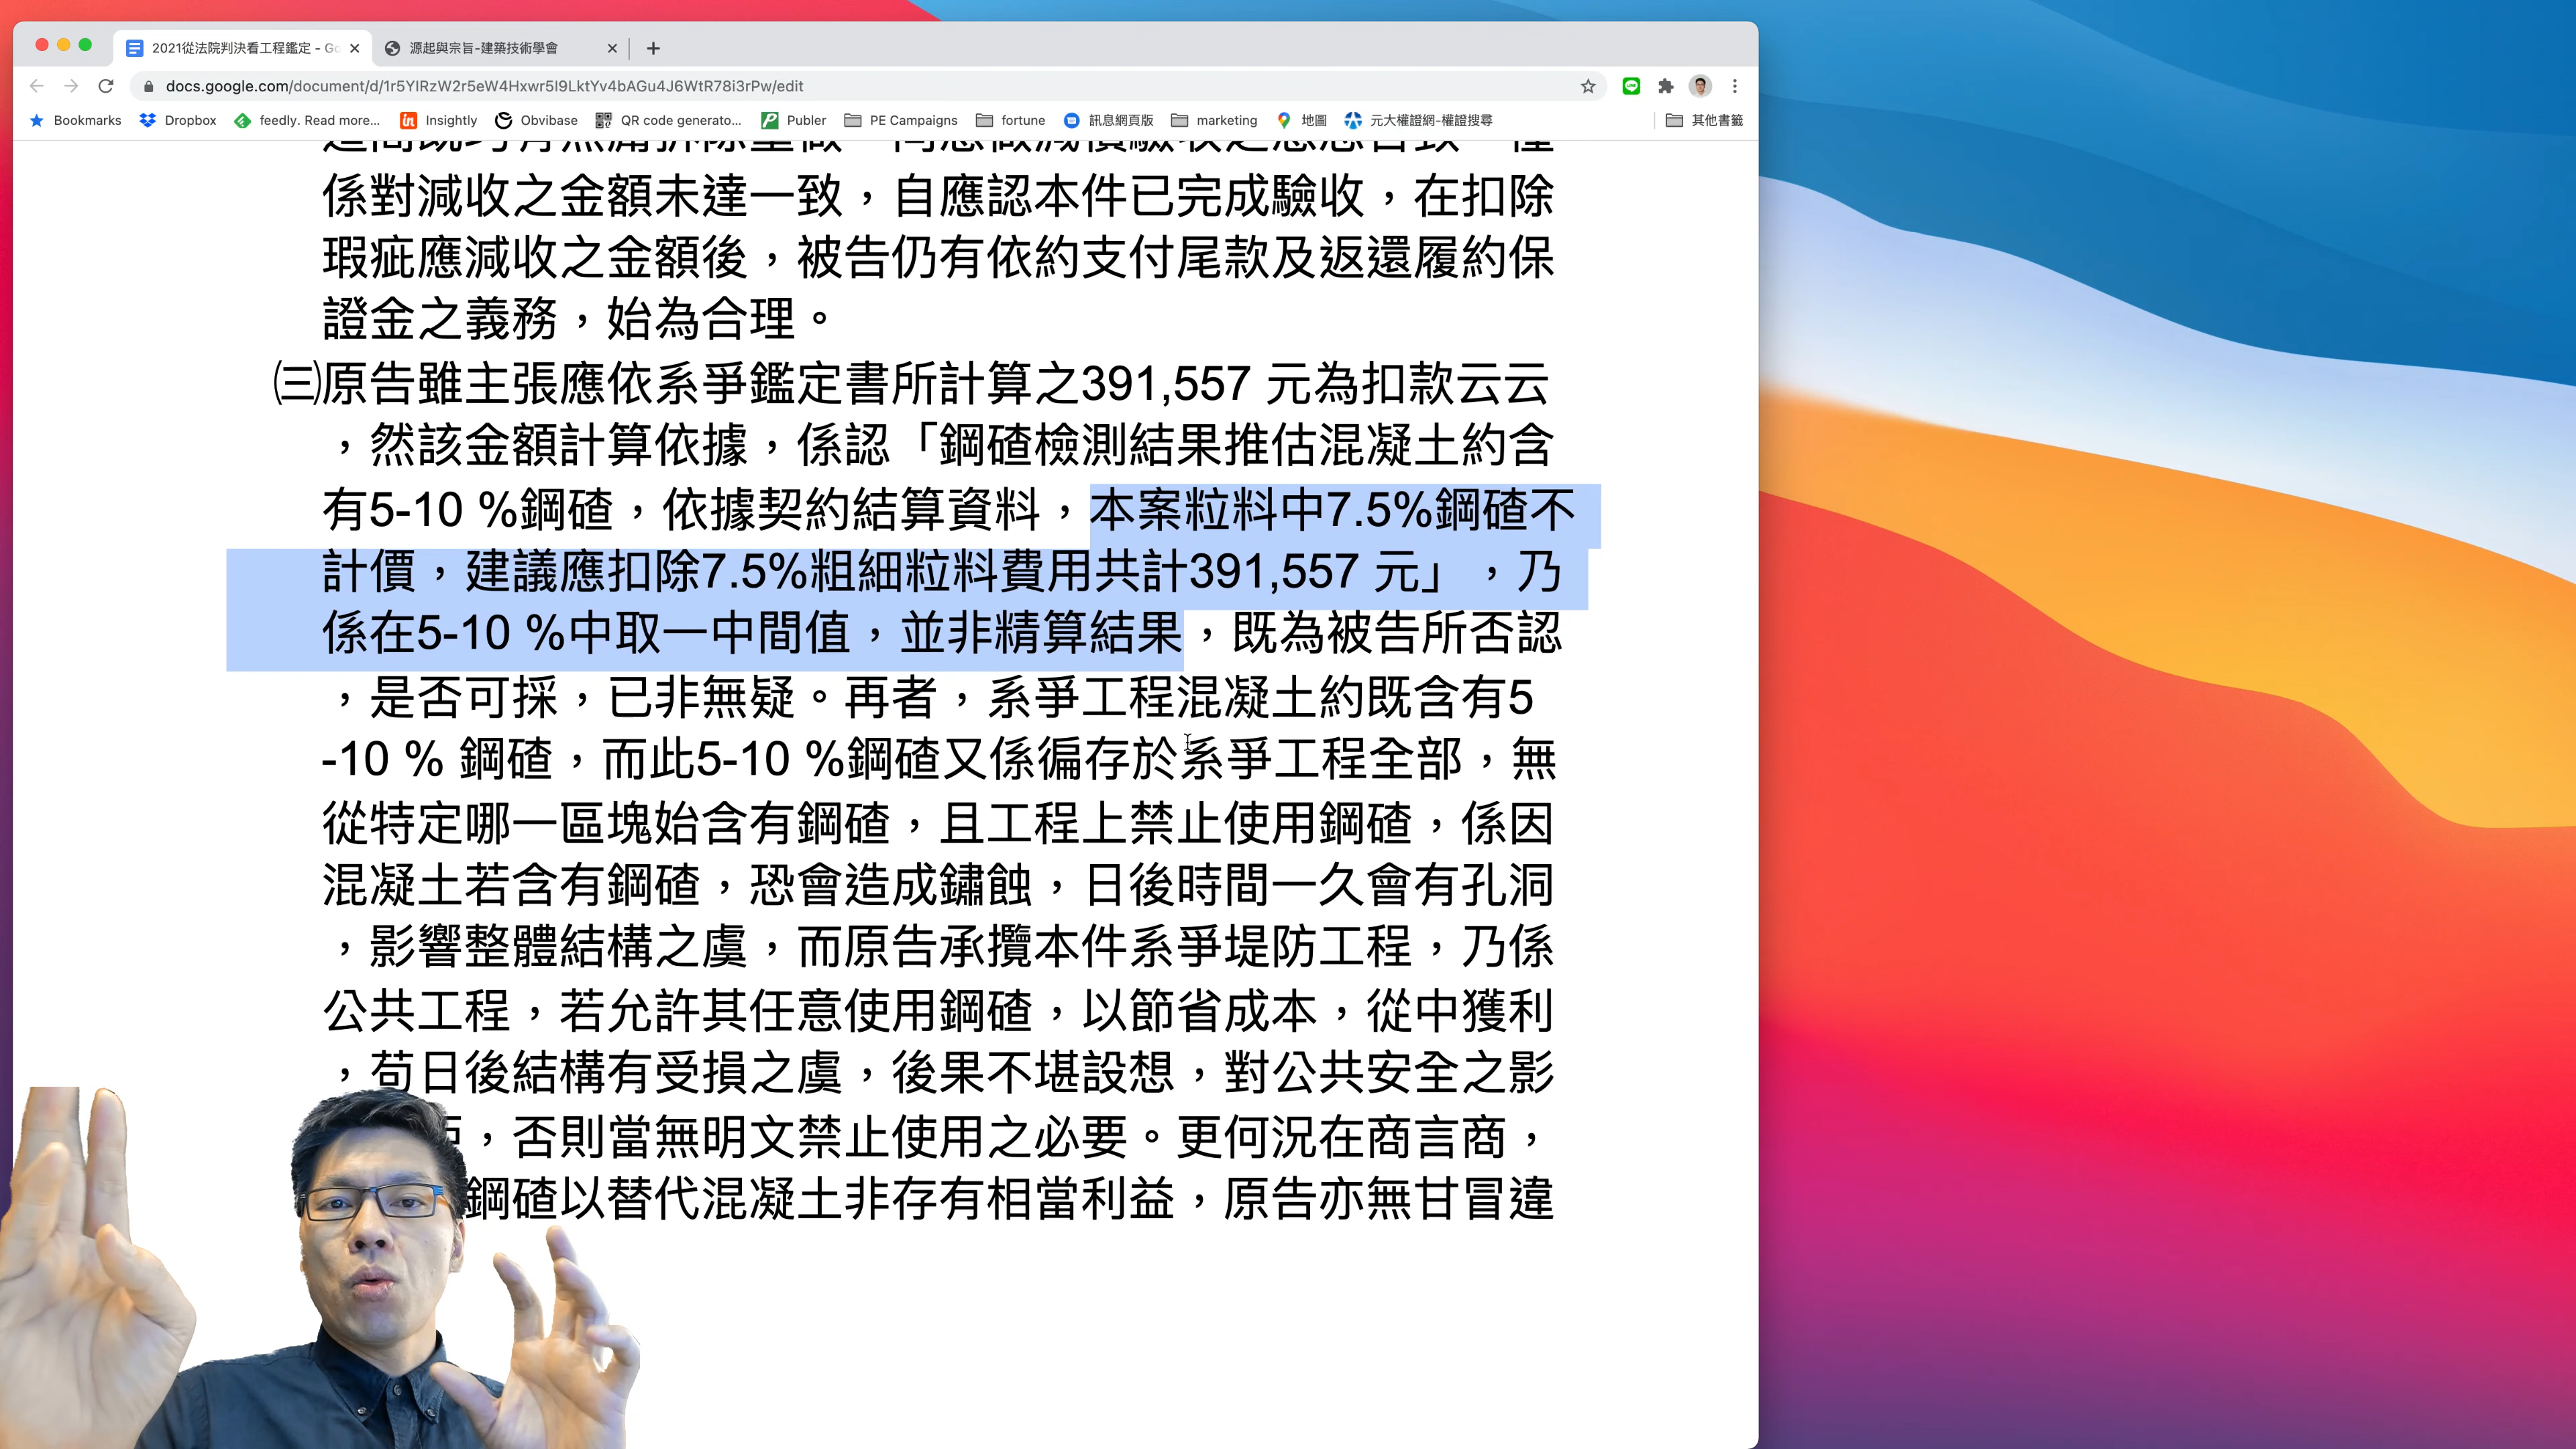 2021從法院判決看工程鑑定 - Go
源起與宗旨-建築技術學會
docs.google.com/document/d/1r5YIRzW2r5eW4Hxwr5I9LktYv4bAGu4J6WtR78i3rPw/edit
Bookmarks Dropbox feedly. Read more... Insightly Obvibase QR code generato... Publer PE Campaigns fortune 訊息網頁版 marketing 地圖 元大權證網-權證搜尋 其他書籤
係對減收之金額未達一致，自應認本件已完成驗收，在扣除
瑕疵應減收之金額後，被告仍有依約支付尾款及返還履約保
證金之義務，始為合理。
㈢原告雖主張應依系爭鑑定書所計算之391,557 元為扣款云云
，然該金額計算依據，係認「鋼碴檢測結果推估混凝土約含
有5-10 %鋼碴，依據契約結算資料，本案粒料中7.5%鋼碴不
計價，建議應扣除7.5%粗細粒料費用共計391,557 元」，乃
係在5-10 %中取一中間值，並非精算結果，既為被告所否認
，是否可採，已非無疑。再者，系爭工程混凝土約既含有5
-10 % 鋼碴，而此5-10 %鋼碴又係徧存於系爭工程全部，無
從特定哪一區塊始含有鋼碴，且工程上禁止使用鋼碴，係因
混凝土若含有鋼碴，恐會造成鏽蝕，日後時間一久會有孔洞
，影響整體結構之虞，而原告承攬本件系爭堤防工程，乃係
公共工程，若允許其任意使用鋼碴，以節省成本，從中獲利
，苟日後結構有受損之虞，後果不堪設想，對公共安全之影
，否則當無明文禁止使用之必要。更何況在商言商，
鋼碴以替代混凝土非存有相當利益，原告亦無甘冒違